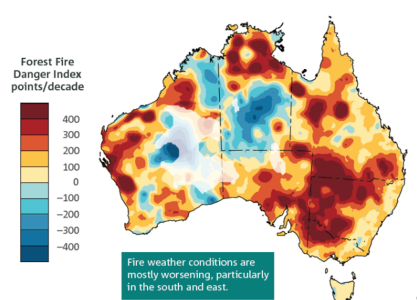 Forest Fire
Danger Index
points/decade
400
300
200
100
0
−100
−200
−300
−400
Fire weather conditions are
mostly worsening, particularly
in the south and east.